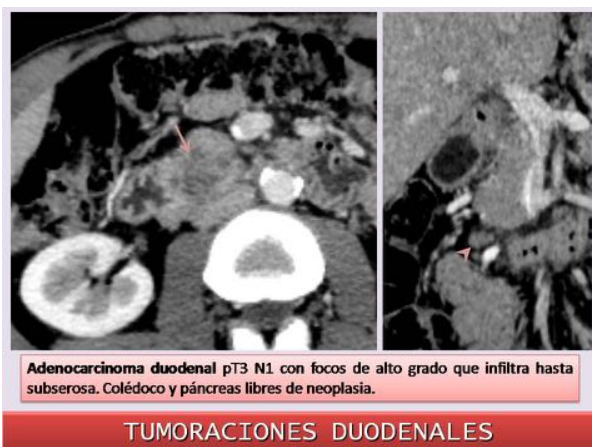 Adenocarcinoma duodenal pT3 N1 con focos de alto grado que infiltra hasta
subserosa. Colédoco y páncreas libres de neoplasia.
TUMORACIONES DUODENALES